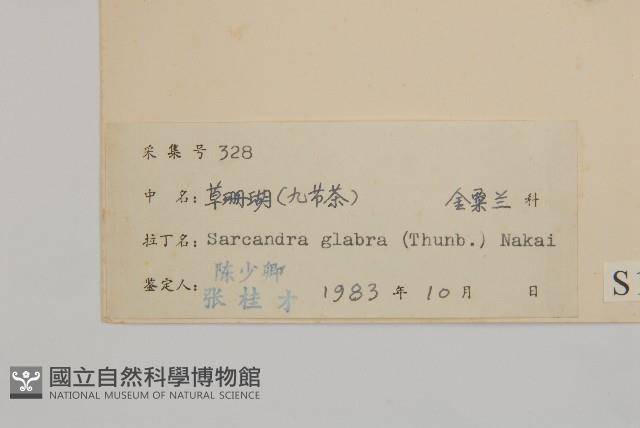 采集号 328
中名: 草珊瑚(九节茶) 金粟兰 科
拉丁名: Sarcandra glabra (Thunb.) Nakai
鉴定人: 陈少卿
张桂才 1983 年 10 月 日
S1
國立自然科學博物館
NATIONAL MUSEUM OF NATURAL SCIENCE